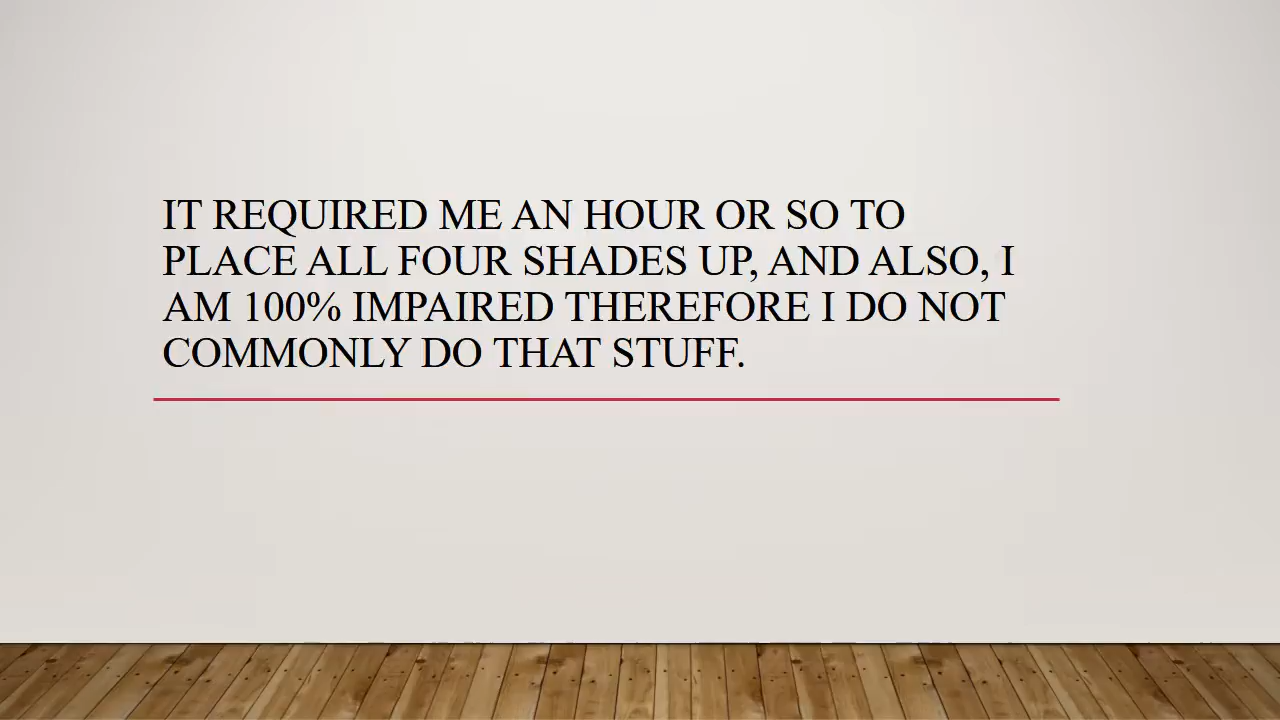 IT REQUIRED ME AN HOUR OR SO TO
PLACE ALL FOUR SHADES UP, AND ALSO, I
AM 100% IMPAIRED THEREFORE I DO NOT
COMMONLY DO THAT STUFF.